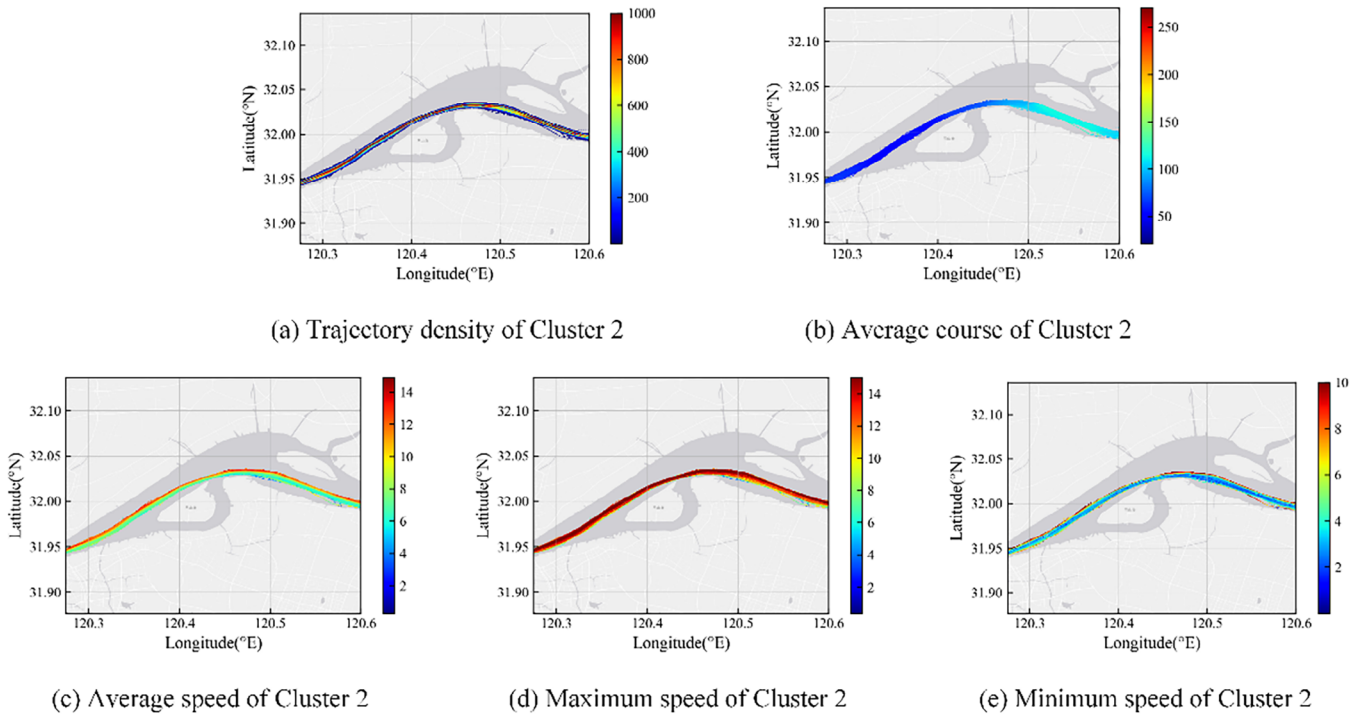 1000
32.10
800
Latitude(°N)
32.05
600
32.00
400
31.95
200
31.90
120.3 120.4 120.5 120.6
Longitude(°E)
(a) Trajectory density of Cluster 2
250
32.10
200
Latitude(°N)
32.05
150
32.00
100
31.95
50
31.90
120.3 120.4 120.5 120.6
Longitude(°E)
(b) Average course of Cluster 2
14
32.10
12
Latitude(°N)
32.05
10
8
32.00
6
31.95
4
31.90
2
120.3 120.4 120.5 120.6
Longitude(°E)
(c) Average speed of Cluster 2
14
32.10
12
Latitude(°N)
32.05
10
8
32.00
6
31.95
4
31.90
2
120.3 120.4 120.5 120.6
Longitude(°E)
(d) Maximum speed of Cluster 2
10
32.10
8
Latitude(°N)
32.05
6
32.00
4
31.95
2
31.90
120.3 120.4 120.5 120.6
Longitude(°E)
(e) Minimum speed of Cluster 2